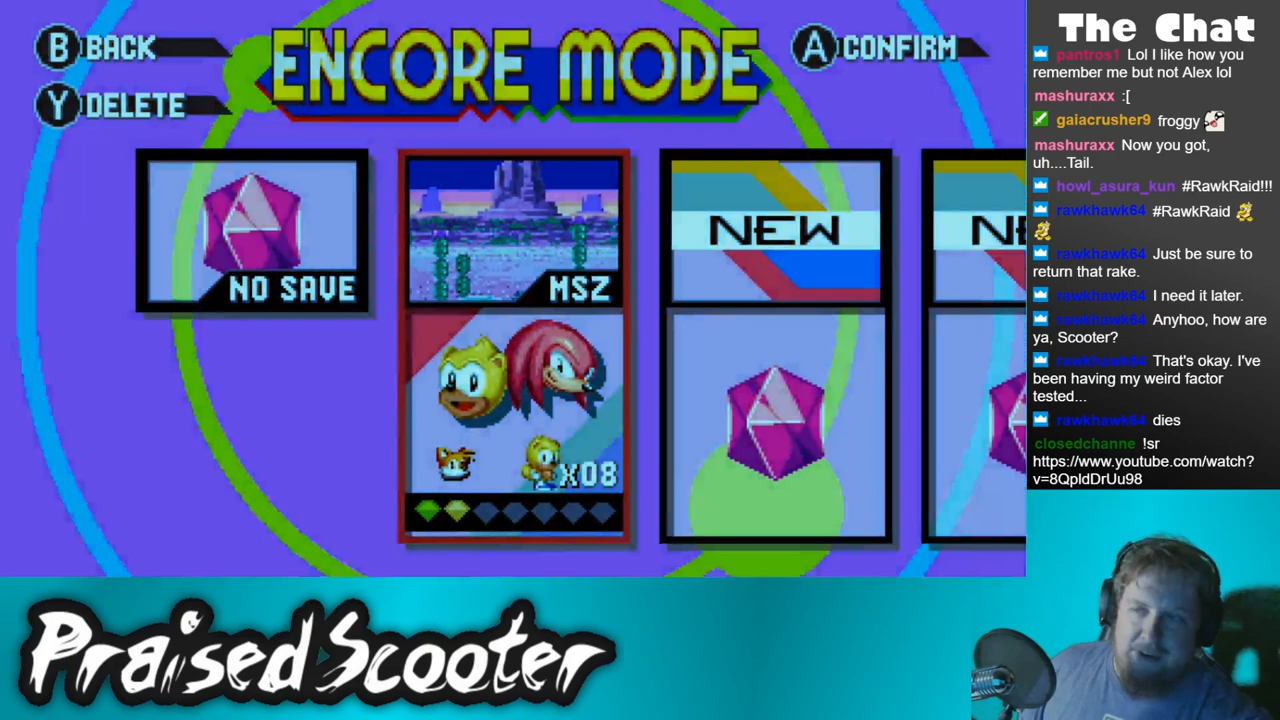 B BACK
ENCORE MODE
A CONFIRM
Y DELETE
NO SAVE
MSZ
NEW
NE
X08
PraisedScooter
The Chat
pantros1 Lol I like how you
remember me but not Alex lol
mashuraxx :[
gaiacrusher9 froggy
mashuraxx Now you got,
uh....Tail.
howl_asura_kun #RawkRaid!!!
rawkhawk64 #RawkRaid
rawkhawk64 Just be sure to
return that rake.
rawkhawk64 I need it later.
rawkhawk64 Anyhoo, how are
ya, Scooter?
rawkhawk64 That's okay. I've
been having my weird factor
tested...
rawkhawk64 dies
closedchanne !sr
https://www.youtube.com/watch?
v=8QpIdDrUu98